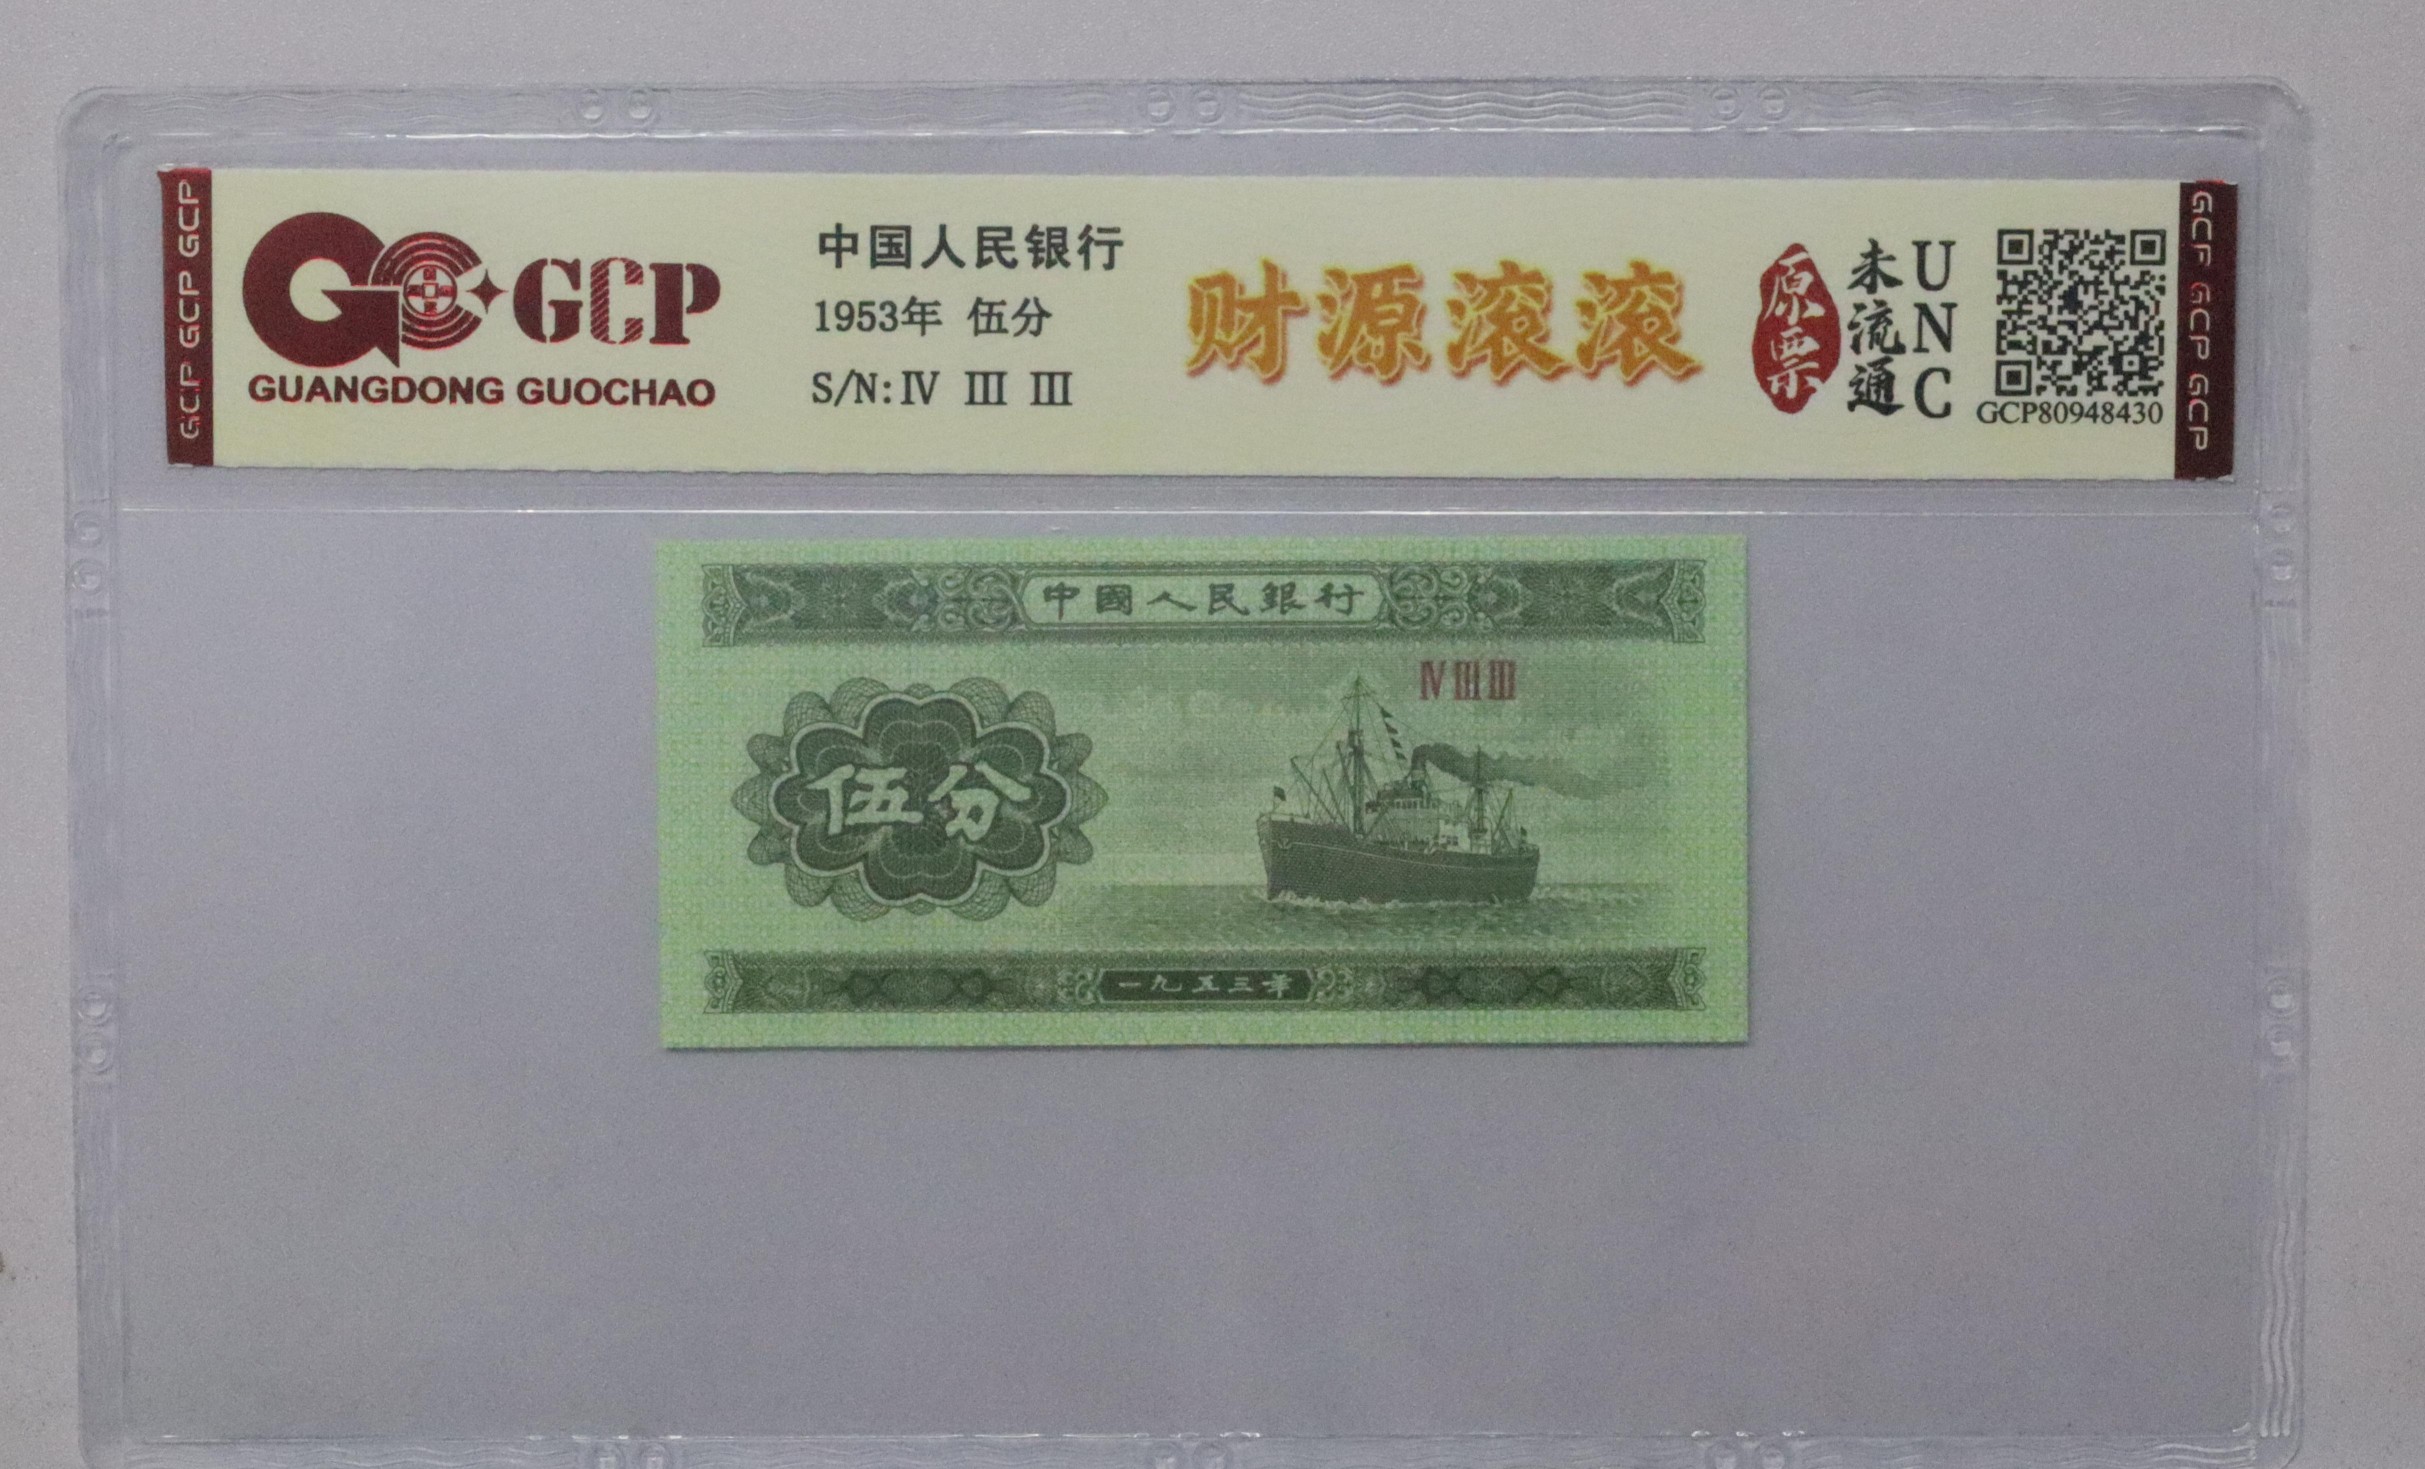 GCP GCP GCP
GCP
GUANGDONG GUOCHAO
中国人民银行
1953年 伍分
S/N: IV III III
财源滚滚
原票
未流通
UNC
GCP80948430
GCP GCP GCP
中國人民銀行
IV III III
伍分
一九五三年